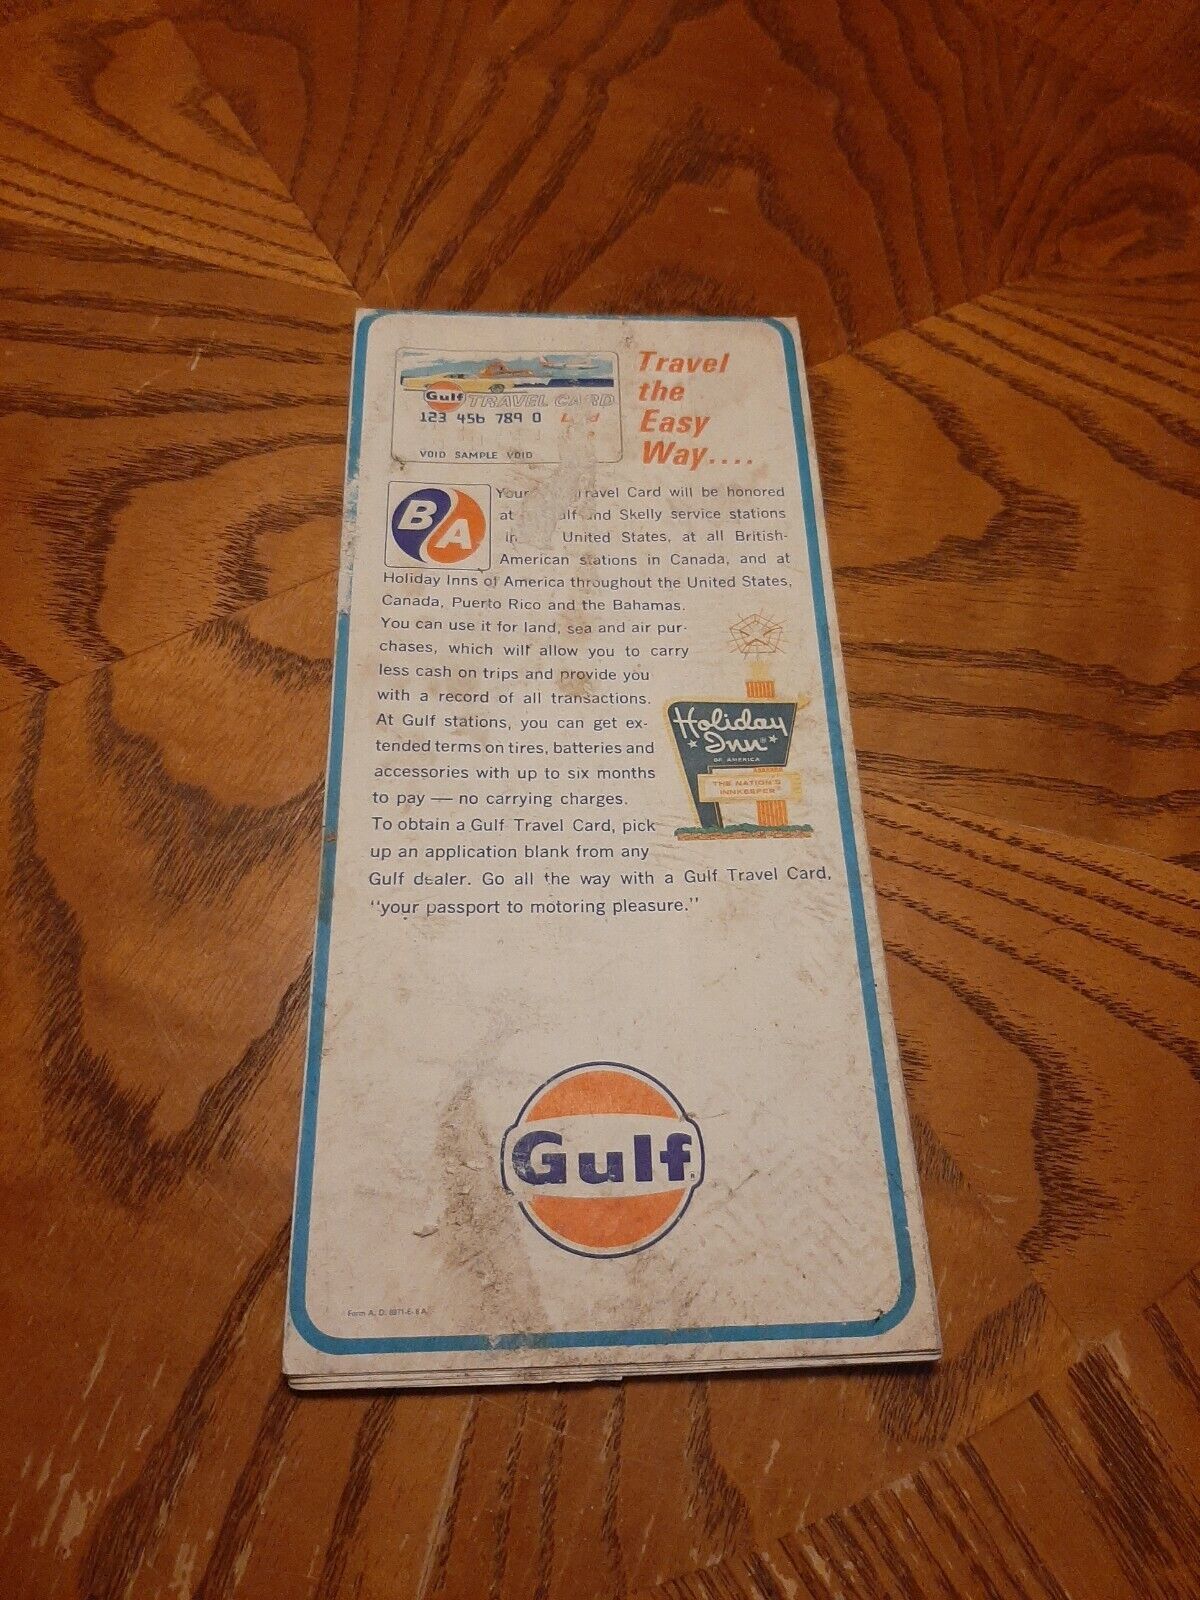 Travel
the
Easy
Way....
Gulf TRAVEL CARD
123 456 789 0
VOID SAMPLE VOID
BA
Your Travel Card will be honored
at and Skelly service stations
United States, at all British-
American stations in Canada, and at
Holiday Inns of America throughout the United States,
Canada, Puerto Rico and the Bahamas.
You can use it for land, sea and air pur-
chases, which will allow you to carry
less cash on trips and provide you
with a record of all transactions.
At Gulf stations, you can get ex-
tended terms on tires, batteries and
accessories with up to six months
to pay — no carrying charges.
To obtain a Gulf Travel Card, pick
up an application blank from any
Gulf dealer. Go all the way with a Gulf Travel Card,
"your passport to motoring pleasure."
Holiday
Inn®
OF AMERICA
THE NATION'S
INNKEEPER®
Gulf®
Form A. D. 8971-E-8A